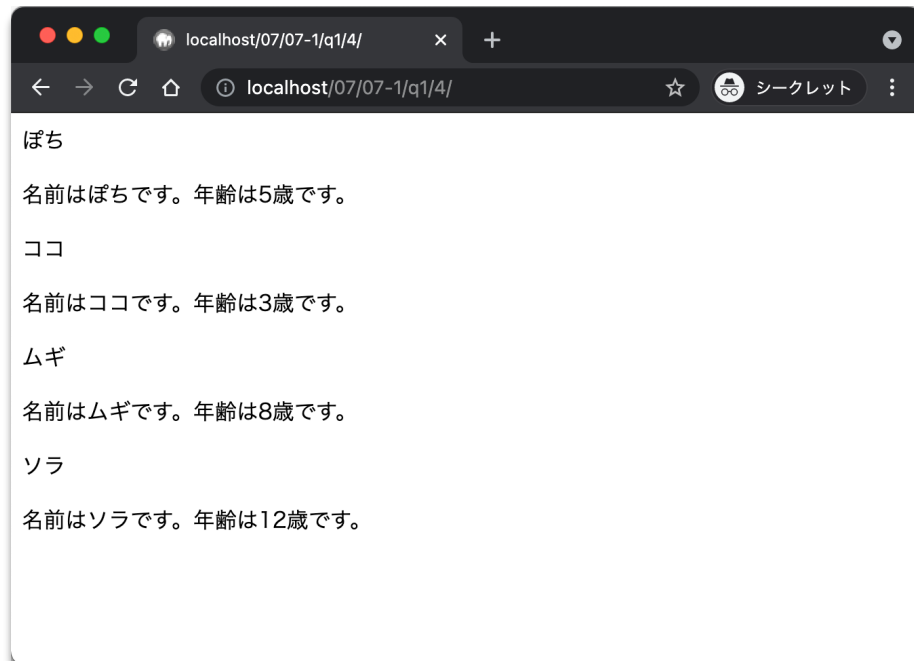 localhost/07/07-1/q1/4/
localhost/07/07-1/q1/4/
シークレット
ぽち
名前はぽちです。年齢は5歳です。
ココ
名前はココです。年齢は3歳です。
ムギ
名前はムギです。年齢は8歳です。
ソラ
名前はソラです。年齢は12歳です。